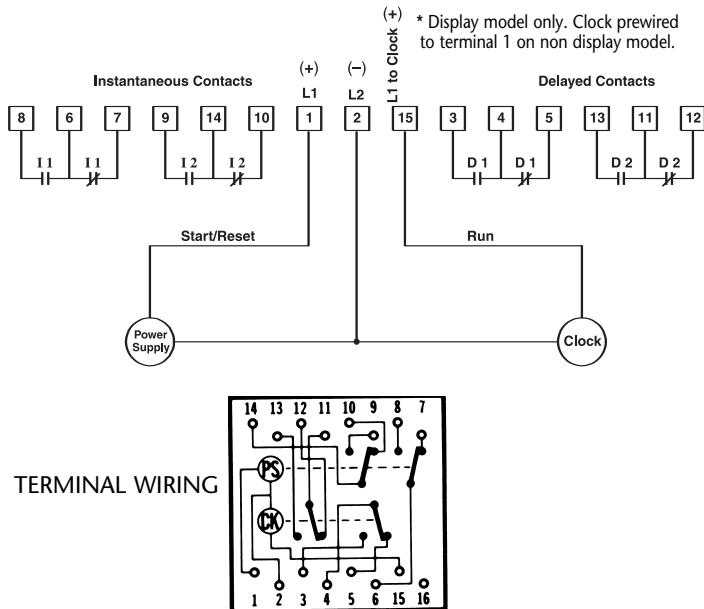 (+)
* Display model only. Clock prewired
to terminal 1 on non display model.
L1 to Clock
Instantaneous Contacts
(+)
(−)
Delayed Contacts
L1
L2
8 6 7 9 14 10 1 2 15 3 4 5 13 11 12
I 1 I 1 I 2 I 2 D 1 D 1 D 2 D 2
Start/Reset
Run
Power
Supply
Clock
TERMINAL WIRING
14 13 12 11 10 9 8 7
PS
CK
1 2 3 4 5 6 15 16